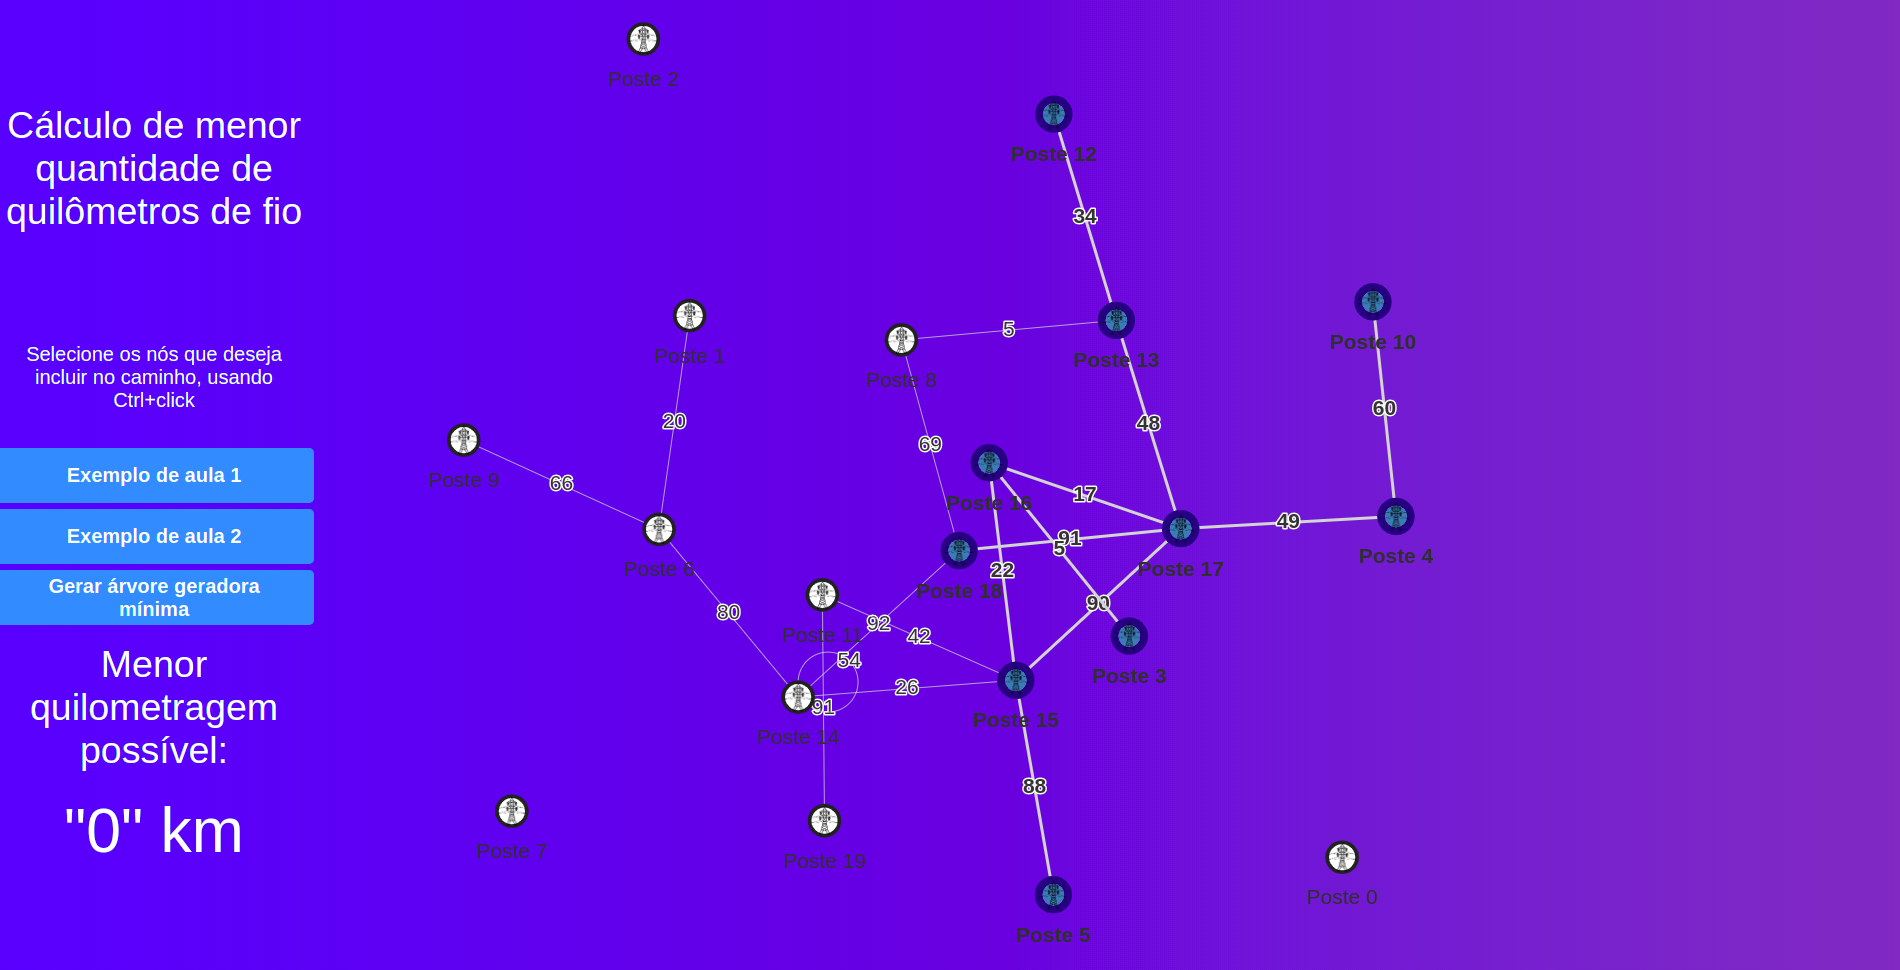 Cálculo de menor
quantidade de
quilômetros de fio
Selecione os nós que deseja
incluir no caminho, usando
Ctrl+click
Exemplo de aula 1
Exemplo de aula 2
Gerar árvore geradora
mínima
Menor
quilometragem
possível:
"0" km
Poste 2
Poste 12
34
Poste 1
Poste 8
5
Poste 13
Poste 10
20
69
48
60
Poste 9
66
Poste 16
17
Poste 6
91
5
49
Poste 17
Poste 4
80
22
Poste 18
90
Poste 11
92
42
54
26
91
Poste 3
Poste 14
Poste 15
88
Poste 7
Poste 19
Poste 0
Poste 5